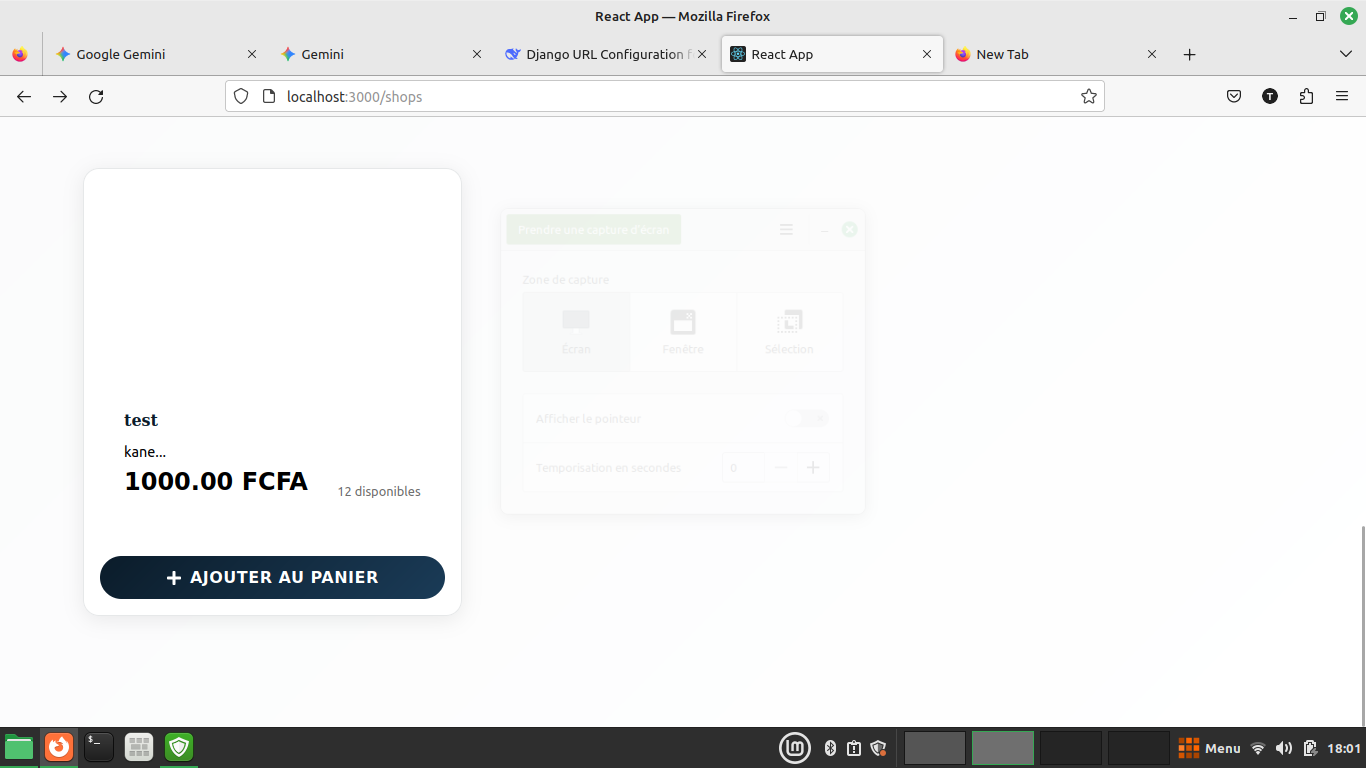 React App — Mozilla Firefox
Google Gemini
Gemini
Django URL Configuration f
React App
New Tab
localhost:3000/shops
T
Prendre une capture d'écran
Zone de capture
Écran
Fenêtre
Sélection
Afficher le pointeur
Temporisation en secondes
0
test
kane...
1000.00 FCFA
12 disponibles
AJOUTER AU PANIER
Menu
18:01